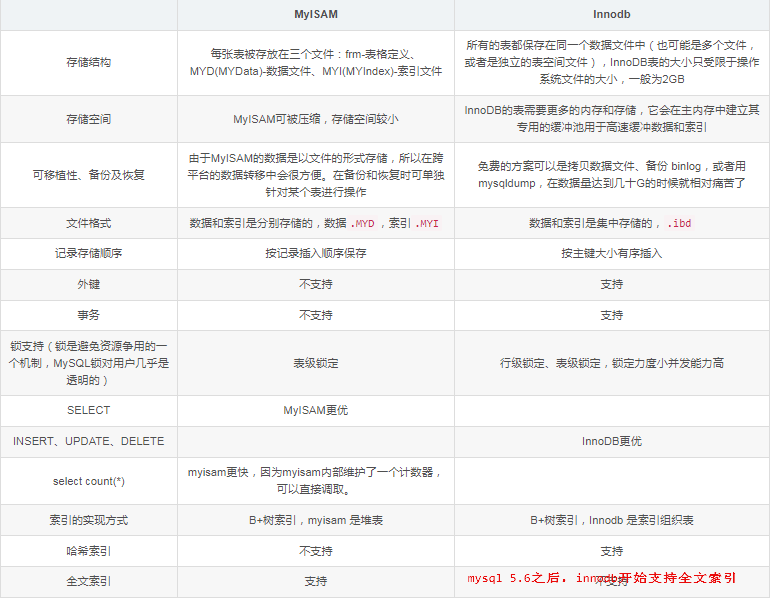 MyISAM Innodb
存储结构
每张表被存放在三个文件：frm-表格定义、
MYD(MYData)-数据文件、MYI(MYIndex)-索引文件
所有的表都保存在同一个数据文件中（也可能是多个文件，
或者是独立的表空间文件），InnoDB表的大小只受限于操作
系统文件的大小，一般为2GB
存储空间
MyISAM可被压缩，存储空间较小
InnoDB的表需要更多的内存和存储，它会在主内存中建立其
专用的缓冲池用于高速缓冲数据和索引
可移植性、备份及恢复
由于MyISAM的数据是以文件的形式存储，所以在跨
平台的数据转移中会很方便。在备份和恢复时可单独
针对某个表进行操作
免费的方案可以是拷贝数据文件、备份 binlog，或者用
mysqldump，在数据量达到几十G的时候就相对痛苦了
文件格式
数据和索引是分别存储的，数据 .MYD ，索引 .MYI
数据和索引是集中存储的， .ibd
记录存储顺序
按记录插入顺序保存
按主键大小有序插入
外键
不支持
支持
事务
不支持
支持
锁支持（锁是避免资源争用的一
个机制，MySQL锁对用户几乎是
透明的）
表级锁定
行级锁定、表级锁定，锁定力度小并发能力高
SELECT
MyISAM更优
INSERT、UPDATE、DELETE
InnoDB更优
select count(*)
myisam更快，因为myisam内部维护了一个计数器，
可以直接调取。
索引的实现方式
B+树索引，myisam 是堆表
B+树索引，Innodb 是索引组织表
哈希索引
不支持
支持
全文索引
支持
不支持
mysql 5.6之后. innodb开始支持全文索引